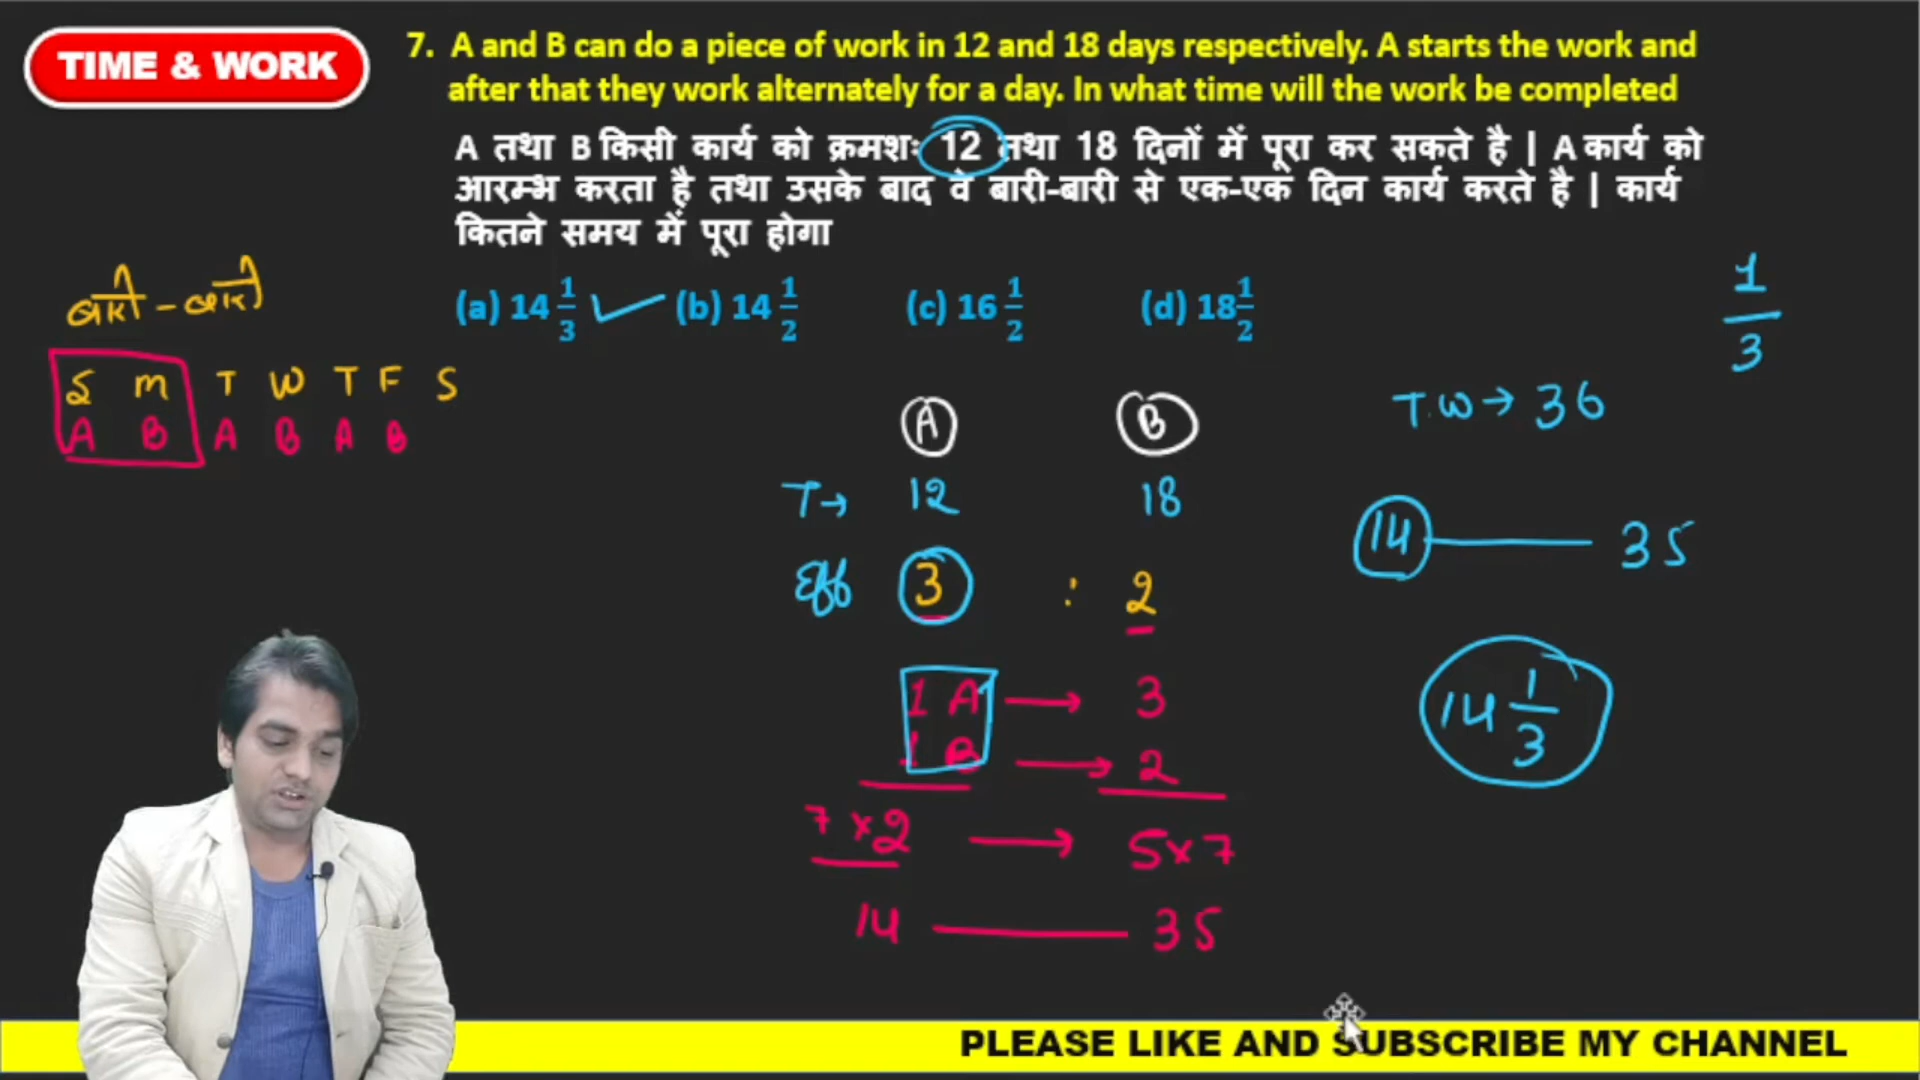 TIME & WORK
7. A and B can do a piece of work in 12 and 18 days respectively. A starts the work and
after that they work alternately for a day. In what time will the work be completed
A तथा B किसी कार्य को क्रमशः 12 तथा 18 दिनों में पूरा कर सकते है | A कार्य को
आरम्भ करता है तथा उसके बाद वे बारी-बारी से एक-एक दिन कार्य करते है | कार्य
कितने समय में पूरा होगा
(a) 14 1/3 (b) 14 1/2 (c) 16 1/2 (d) 18 1/2
1/3
बारी - बारी
S M T W T F S
A B A B A B
A B
T.W → 36
T → 12 18
14 — 35
Eff 3 : 2
1 A → 3
1 B → 2
14 1/3
7 × 2 → 5 × 7
14 — 35
PLEASE LIKE AND SUBSCRIBE MY CHANNEL